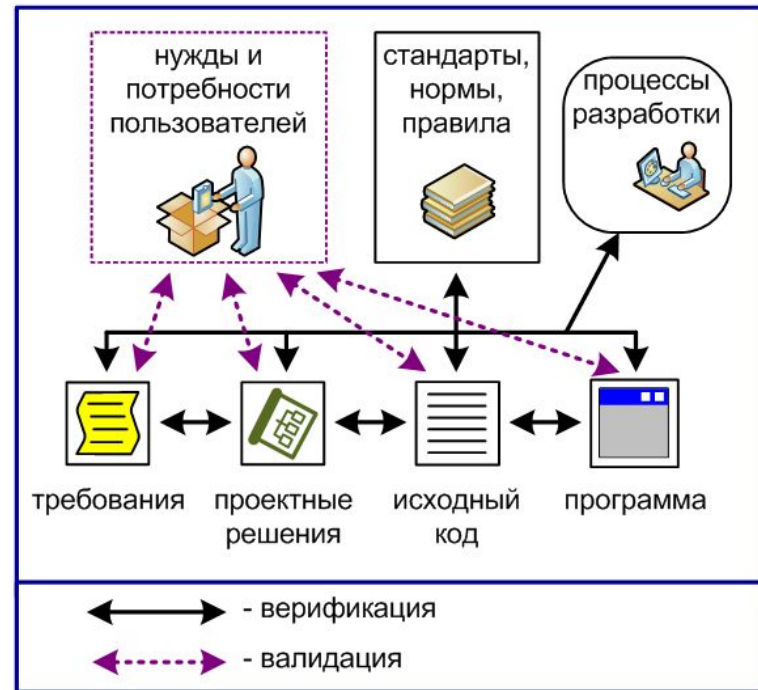 нужды и
потребности
пользователей
стандарты,
нормы,
правила
процессы
разработки
требования
проектные
решения
исходный
код
программа
- верификация
- валидация